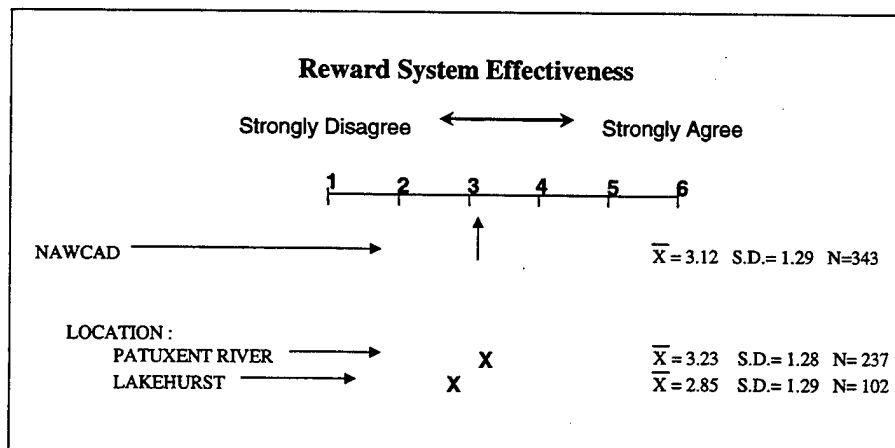 Reward System Effectiveness
Strongly Disagree Strongly Agree
1 2 3 4 5 6
NAWCAD X̅ = 3.12 S.D.= 1.29 N=343
LOCATION :
PATUXENT RIVER X X̅ = 3.23 S.D.= 1.28 N= 237
LAKEHURST X X̅ = 2.85 S.D.= 1.29 N= 102